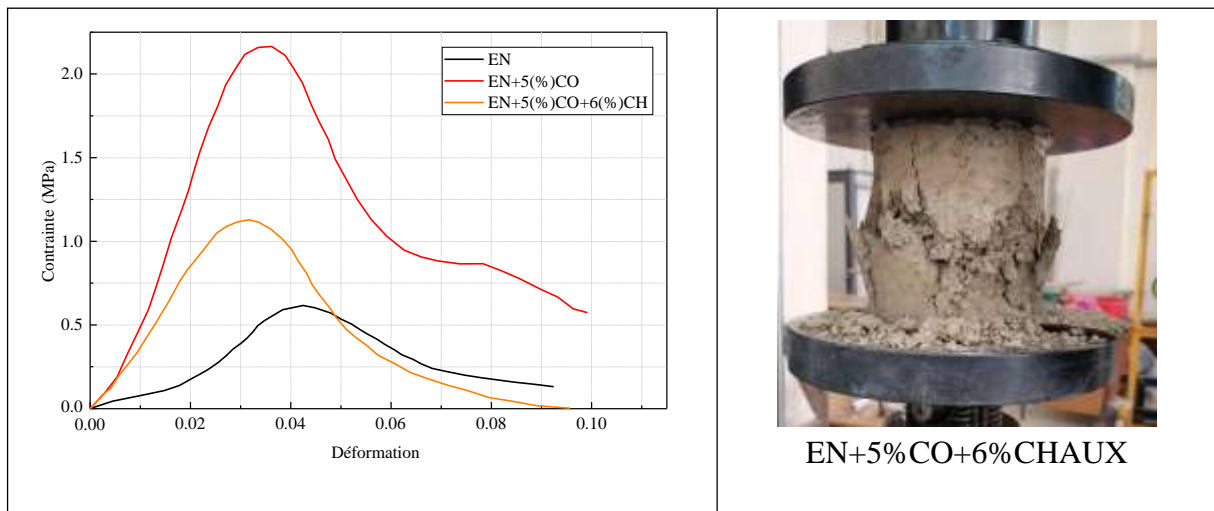 EN
EN+5(%)CO
EN+5(%)CO+6(%)CH
2.0
1.5
1.0
0.5
0.0
Contrainte (MPa)
0.00 0.02 0.04 0.06 0.08 0.10
Déformation
EN+5%CO+6%CHAUX